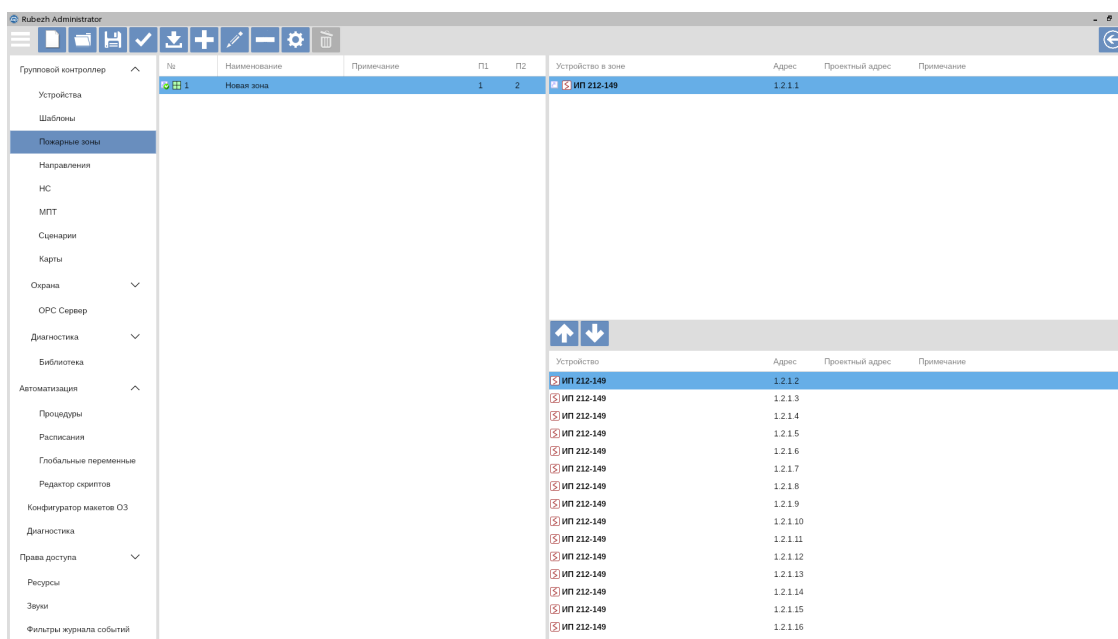 Rubezh Administrator
Групповой контроллер
Устройства
Шаблоны
Пожарные зоны
Направления
НС
МПТ
Сценарии
Карты
Охрана
OPC Сервер
Диагностика
Библиотека
Автоматизация
Процедуры
Расписания
Глобальные переменные
Редактор скриптов
Конфигуратор макетов ОЗ
Диагностика
Права доступа
Ресурсы
Звуки
Фильтры журнала событий
№ Наименование Примечание П1 П2
1 Новая зона 1 2
Устройство в зоне Адрес Проектный адрес Примечание
ИП 212-149 1.2.1.1
Устройство Адрес Проектный адрес Примечание
ИП 212-149 1.2.1.2
ИП 212-149 1.2.1.3
ИП 212-149 1.2.1.4
ИП 212-149 1.2.1.5
ИП 212-149 1.2.1.6
ИП 212-149 1.2.1.7
ИП 212-149 1.2.1.8
ИП 212-149 1.2.1.9
ИП 212-149 1.2.1.10
ИП 212-149 1.2.1.11
ИП 212-149 1.2.1.12
ИП 212-149 1.2.1.13
ИП 212-149 1.2.1.14
ИП 212-149 1.2.1.15
ИП 212-149 1.2.1.16